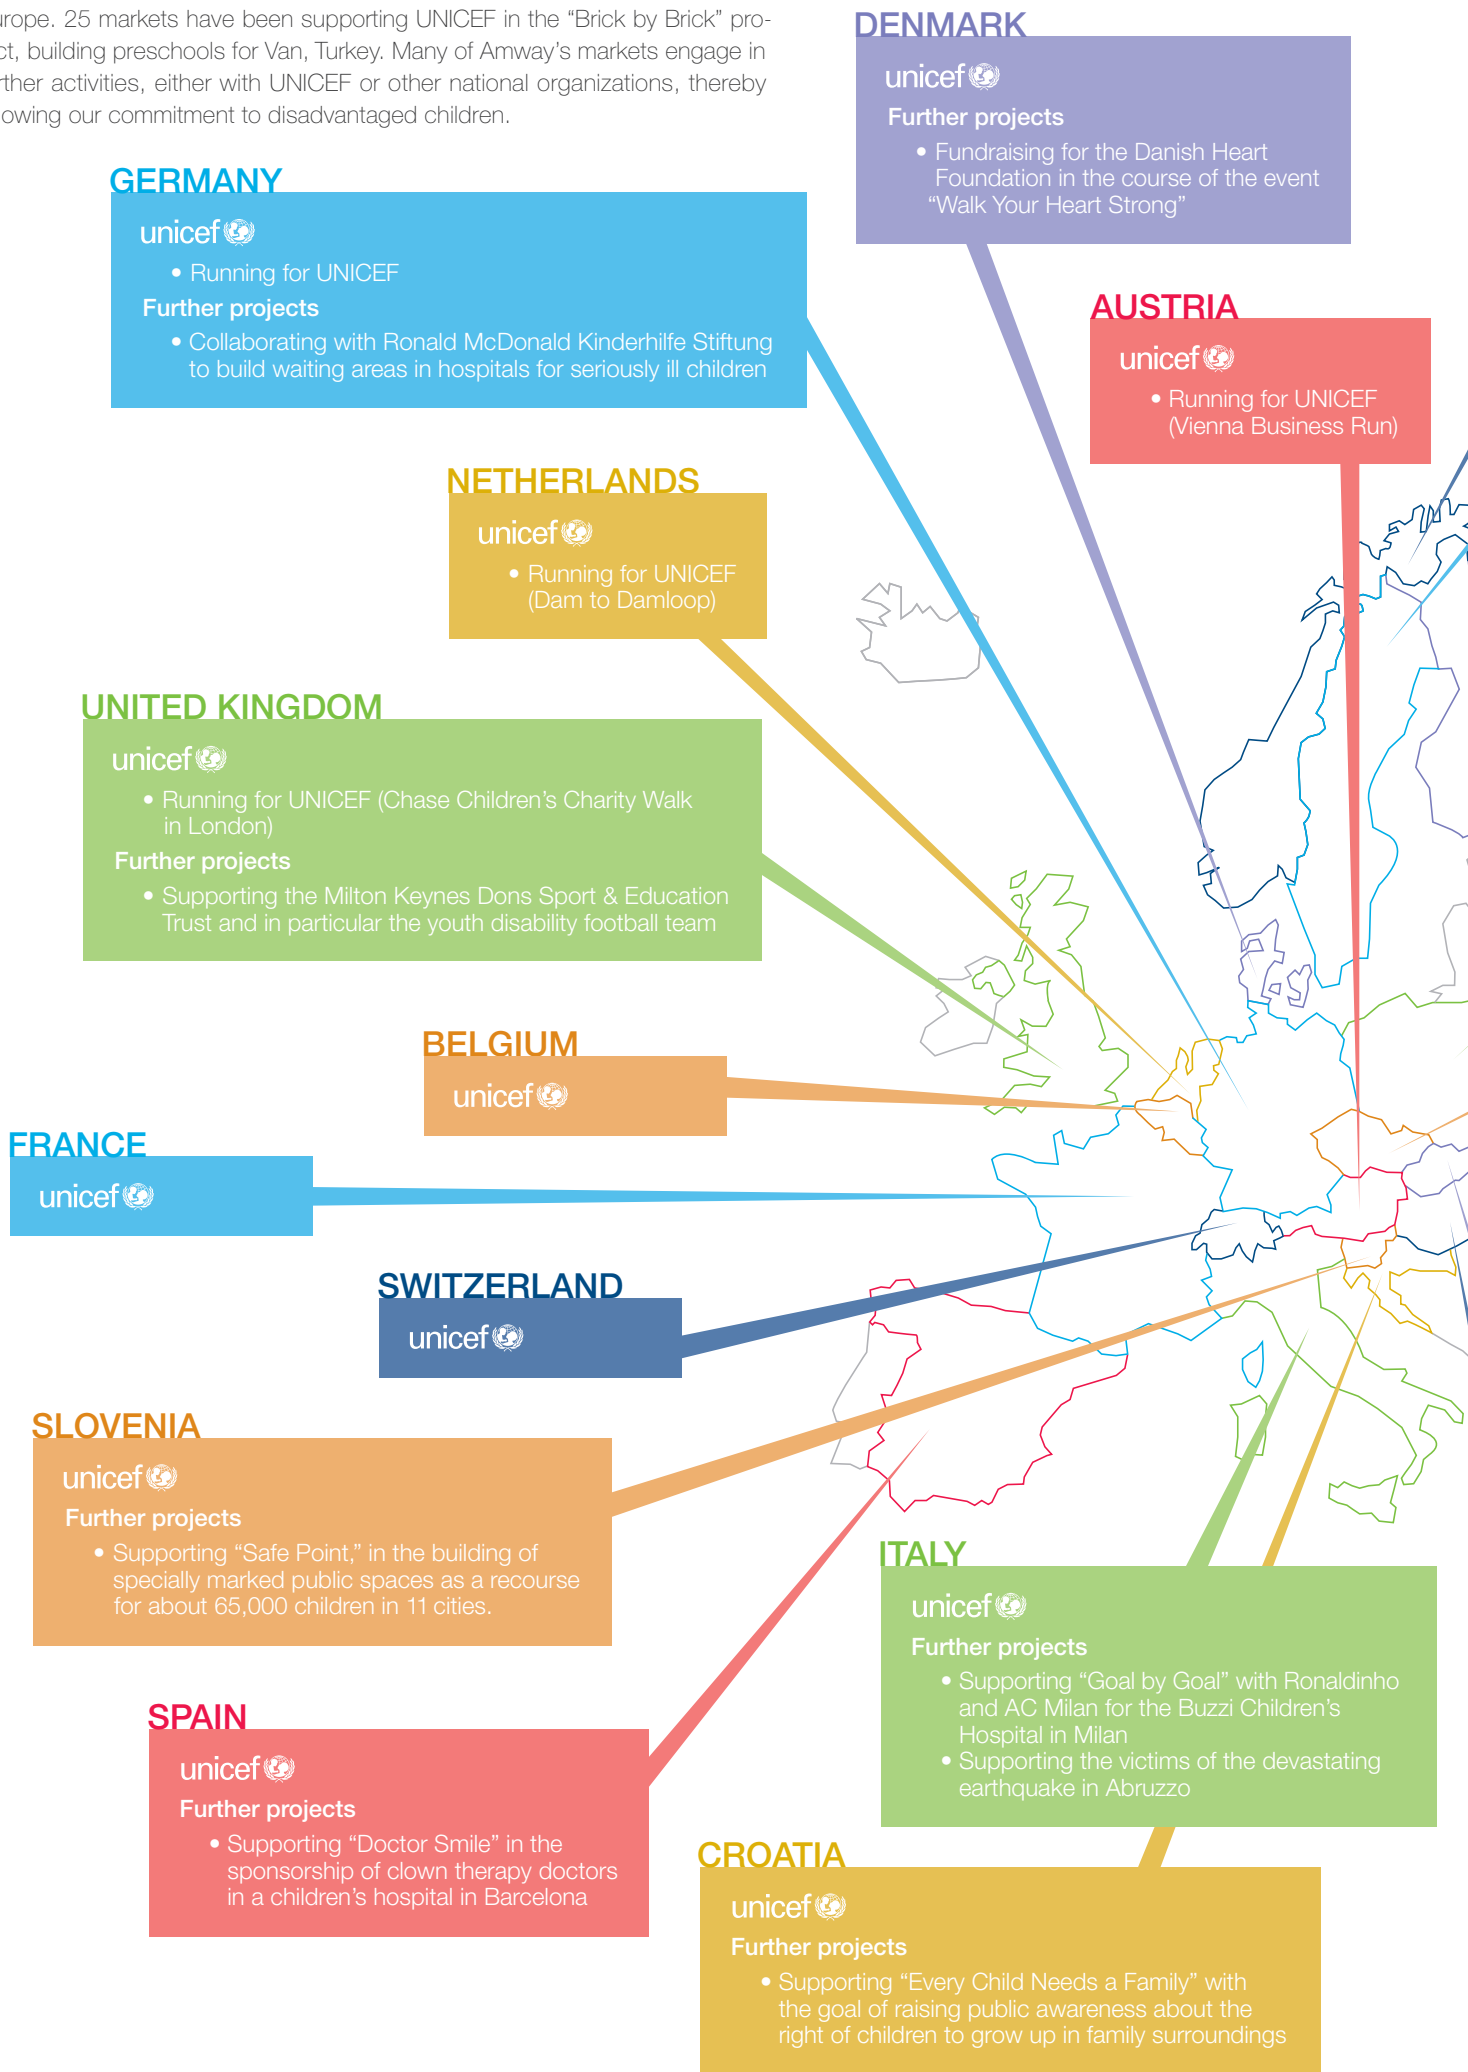 25 markets have been supporting UNICEF in the “Brick by Brick” pro-
building preschools for Van, Turkey. Many of Amway’s markets engage in
activities, either with UNICEF or other national organizations, thereby
our commitment to disadvantaged children.
DENMARK
unicef
Further projects
• Fundraising for the Danish Heart
Foundation in the course of the event
“Walk Your Heart Strong”
GERMANY
unicef
• Running for UNICEF
Further projects
• Collaborating with Ronald McDonald Kinderhilfe Stiftung
to build waiting areas in hospitals for seriously ill children
AUSTRIA
unicef
• Running for UNICEF
(Vienna Business Run)
NETHERLANDS
unicef
• Running for UNICEF
(Dam to Damloop)
UNITED KINGDOM
unicef
• Running for UNICEF (Chase Children’s Charity Walk
in London)
Further projects
• Supporting the Milton Keynes Dons Sport & Education
Trust and in particular the youth disability football team
BELGIUM
unicef
FRANCE
unicef
SWITZERLAND
unicef
SLOVENIA
unicef
Further projects
• Supporting “Safe Point,” in the building of
specially marked public spaces as a recourse
for about 65,000 children in 11 cities.
ITALY
unicef
Further projects
• Supporting “Goal by Goal” with Ronaldinho
and AC Milan for the Buzzi Children’s
Hospital in Milan
• Supporting the victims of the devastating
earthquake in Abruzzo
SPAIN
unicef
Further projects
• Supporting “Doctor Smile” in the
sponsorship of clown therapy doctors
in a children’s hospital in Barcelona
CROATIA
unicef
Further projects
• Supporting “Every Child Needs a Family” with
the goal of raising public awareness about the
right of children to grow up in family surroundings